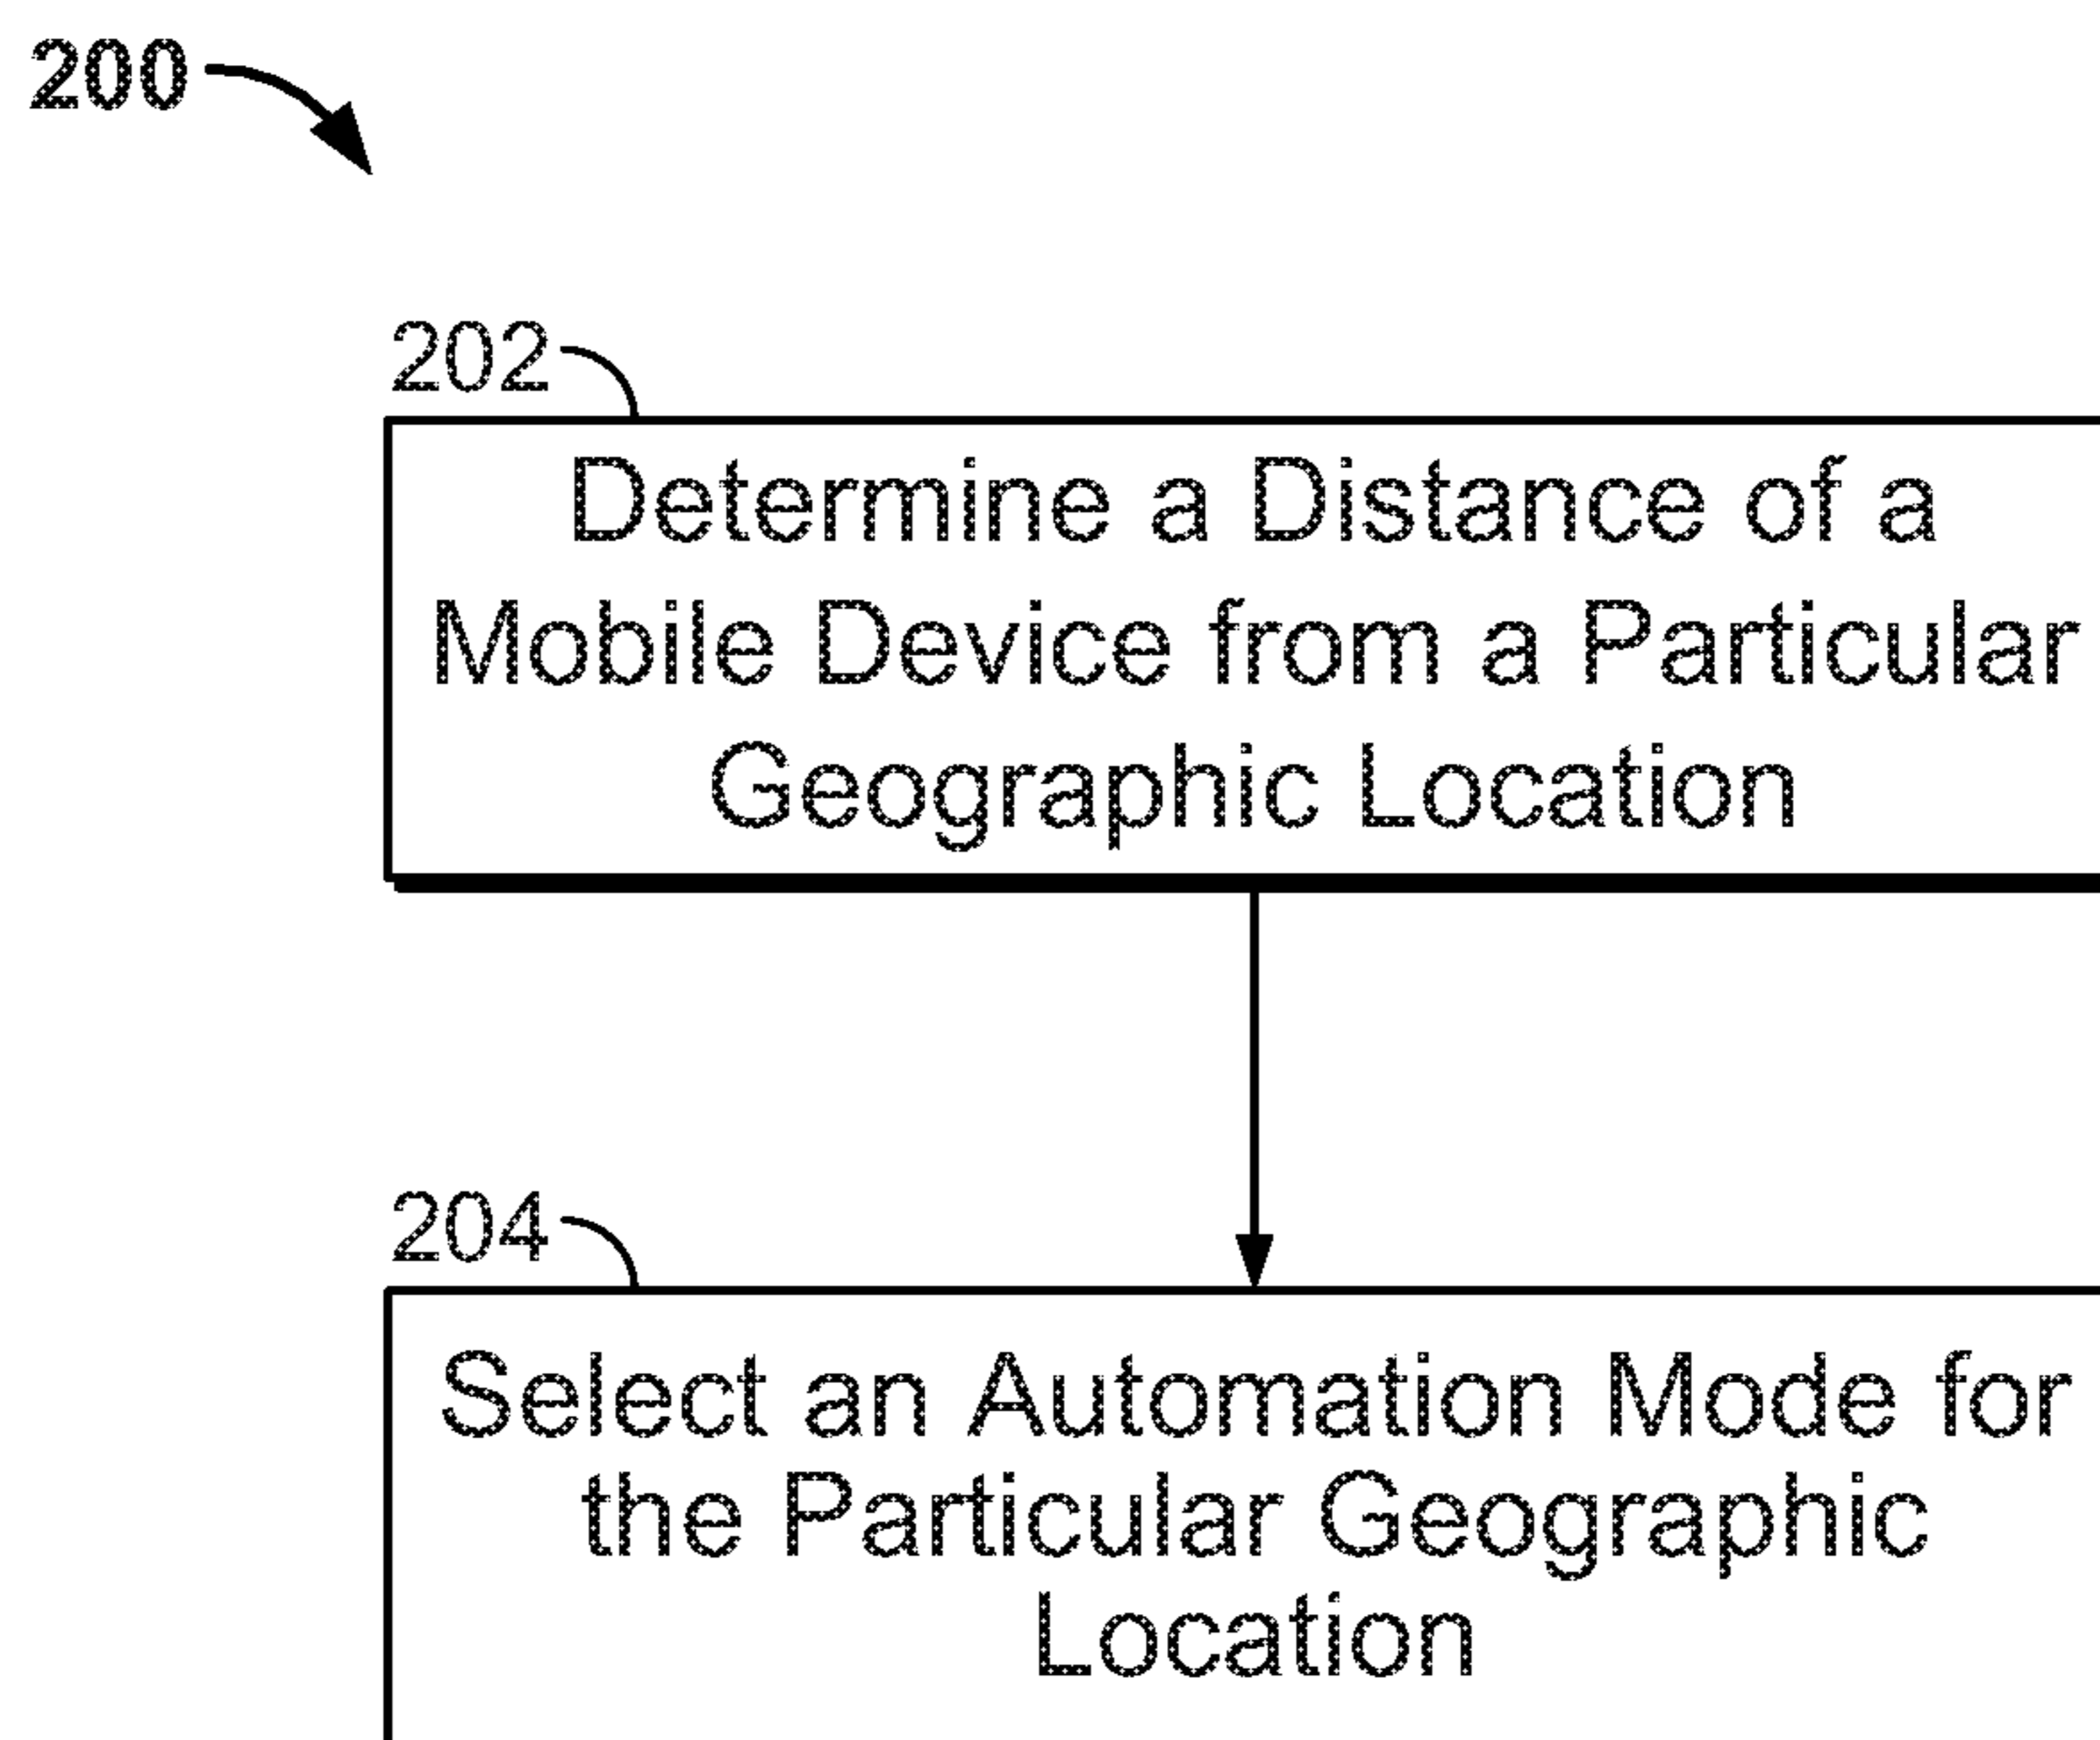 200
202
Determine a Distance of a
Mobile Device from a Particular
Geographic Location
204
Select an Automation Mode for
the Particular Geographic
Location